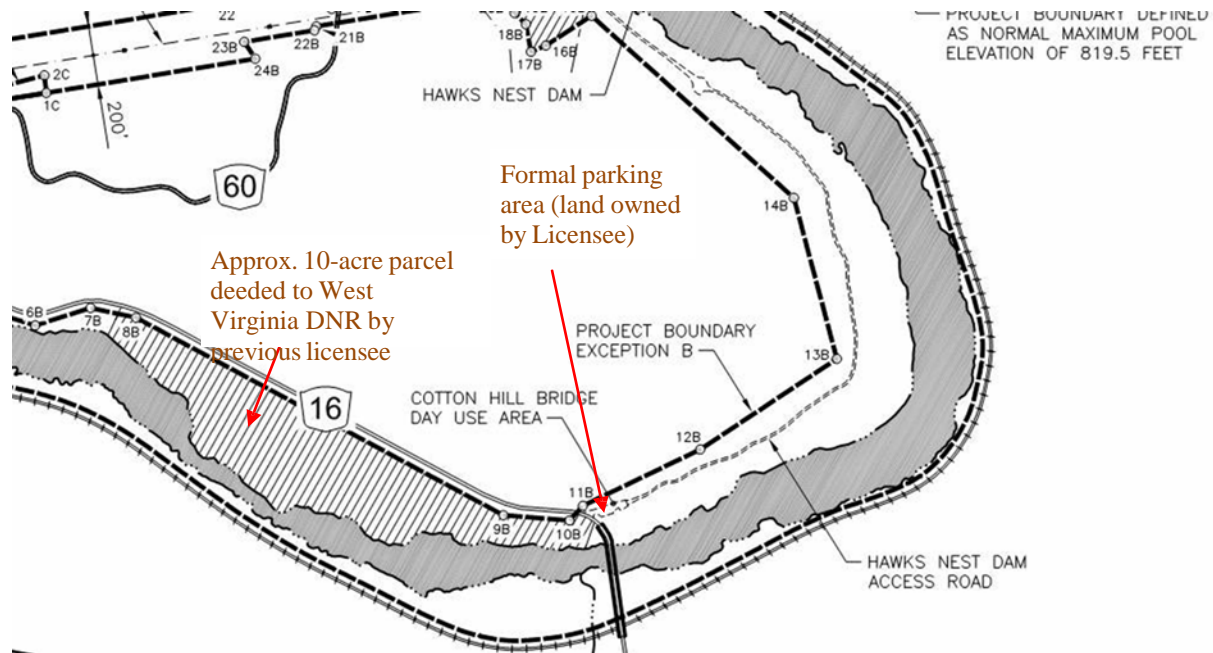 22
PROJECT BOUNDARY DEFINED
AS NORMAL MAXIMUM POOL
ELEVATION OF 819.5 FEET
18B
17B
16B
23B
22B
21B
24B
2C
1C
200'
HAWKS NEST DAM
60
Formal parking
area (land owned
by Licensee)
14B
Approx. 10-acre parcel
deeded to West
Virginia DNR by
previous licensee
6B
7B
8B
16
PROJECT BOUNDARY
EXCEPTION B
13B
COTTON HILL BRIDGE
DAY USE AREA
12B
11B
9B
10B
HAWKS NEST DAM
ACCESS ROAD